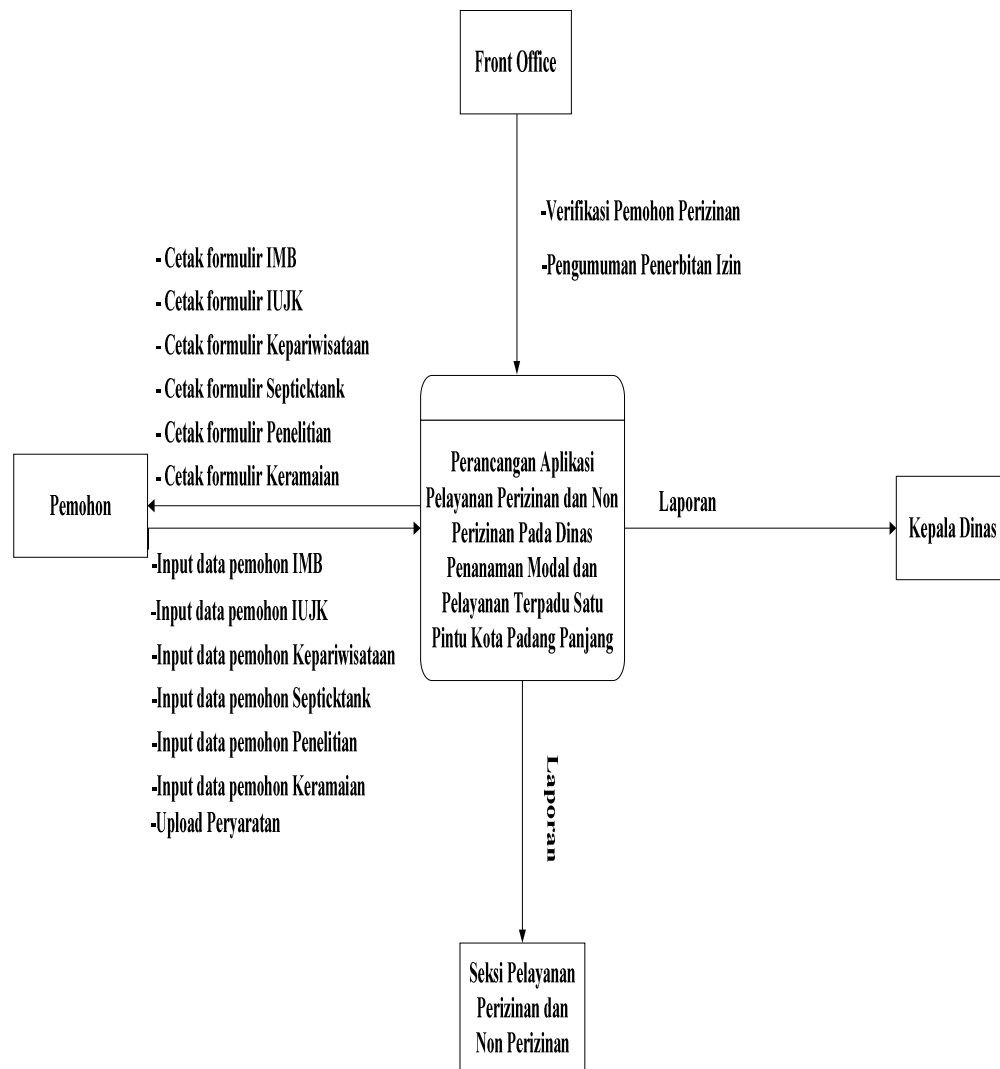 Front Office
-Verifikasi Pemohon Perizinan
-Pengumuman Penerbitan Izin
- Cetak formulir IMB
- Cetak formulir IUJK
- Cetak formulir Kepariwisataan
- Cetak formulir Septicktank
- Cetak formulir Penelitian
- Cetak formulir Keramaian
Pemohon
-Input data pemohon IMB
-Input data pemohon IUJK
-Input data pemohon Kepariwisataan
-Input data pemohon Septicktank
-Input data pemohon Penelitian
-Input data pemohon Keramaian
-Upload Peryaratan
Perancangan Aplikasi
Pelayanan Perizinan dan Non
Perizinan Pada Dinas
Penanaman Modal dan
Pelayanan Terpadu Satu
Pintu Kota Padang Panjang
Laporan
Kepala Dinas
Laporan
Seksi Pelayanan
Perizinan dan
Non Perizinan